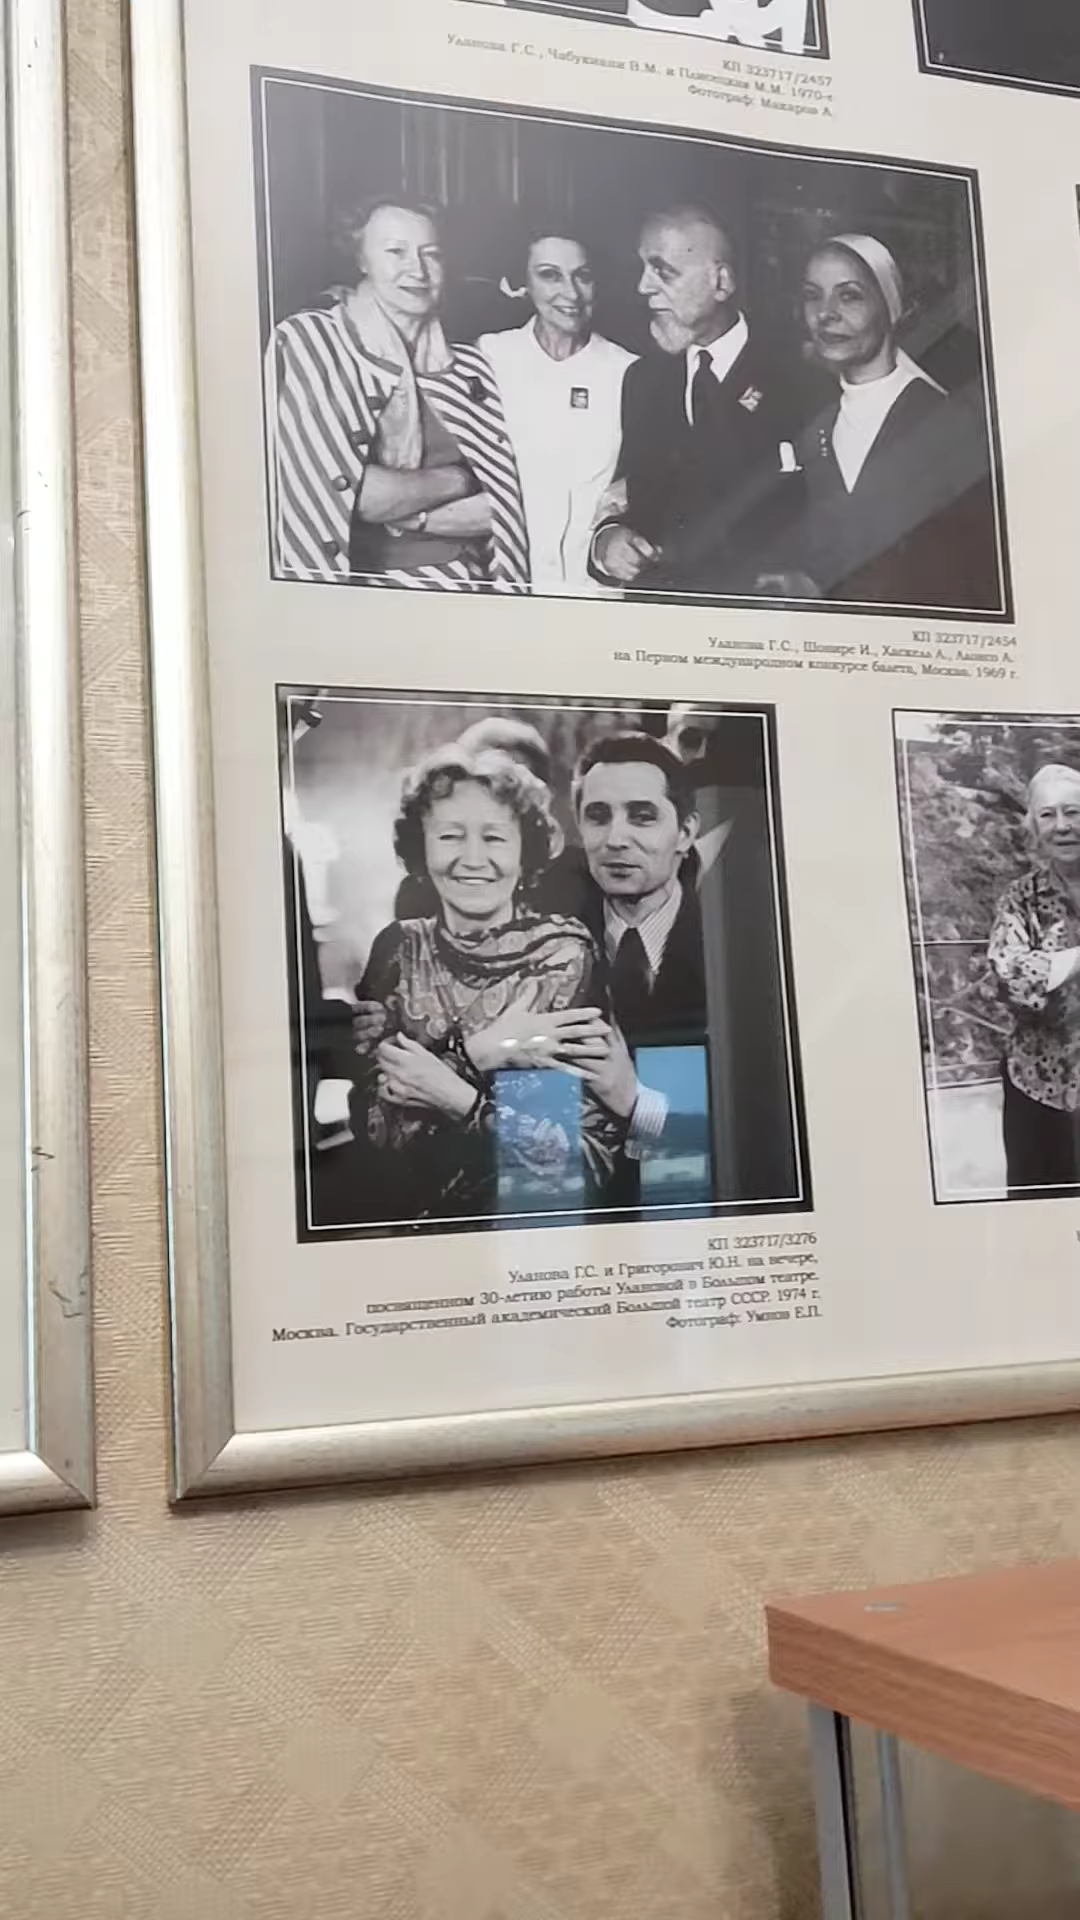 КП 323717/2457
Уланова Г.С., Чабукиани В.М. и Плисецкая М.М. 1970-е
Фотограф: Макаров А.
КП 323717/2454
Уланова Г.С., Шовире И., Хаскелл А., Алонсо А.
на Первом международном конкурсе балета, Москва, 1969 г.
КП 323717/3276
Уланова Г.С. и Григорович Ю.Н. на вечере,
посвященном 30-летию работы Улановой в Большом театре.
Москва. Государственный академический Большой театр СССР. 1974 г.
Фотограф: Умнов Е.П.